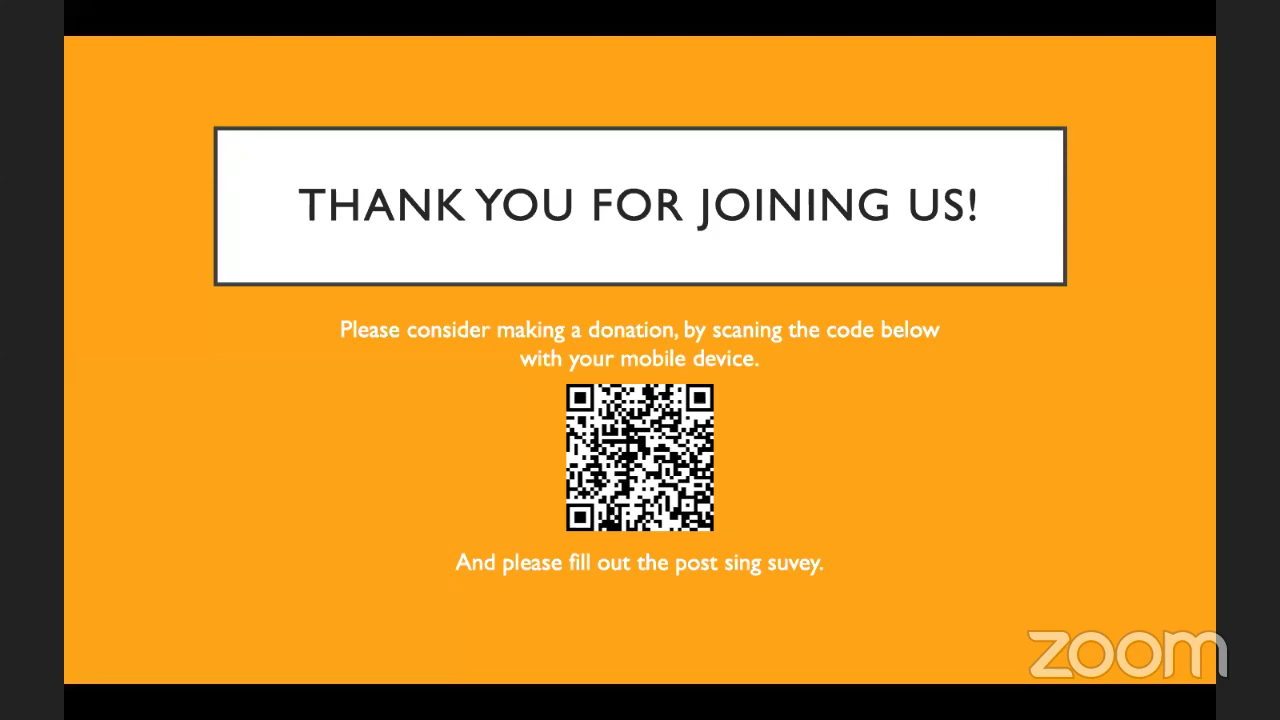 THANK YOU FOR JOINING US!
Please consider making a donation, by scaning the code below
with your mobile device.
And please fill out the post sing suvey.
zoom